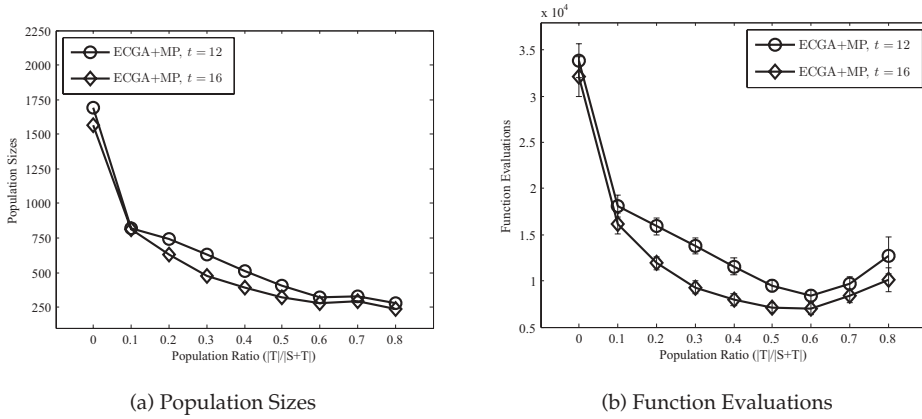 2250
2000
1750
1500
1250
1000
750
500
250
Population Sizes
ECGA+MP, t = 12
ECGA+MP, t = 16
0 0.1 0.2 0.3 0.4 0.5 0.6 0.7 0.8
Population Ratio (|T|/|S+T|)
(a) Population Sizes
x 10⁴
3.5
3
2.5
2
1.5
1
0.5
Function Evaluations
ECGA+MP, t = 12
ECGA+MP, t = 16
0 0.1 0.2 0.3 0.4 0.5 0.6 0.7 0.8
Population Ratio (|T|/|S+T|)
(b) Function Evaluations